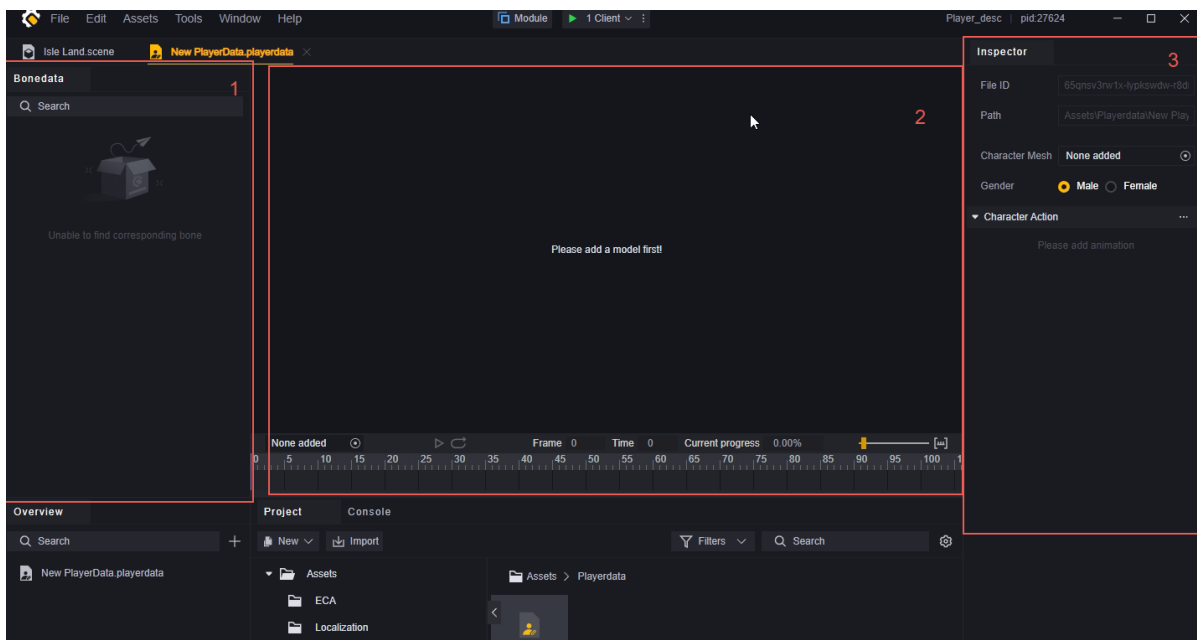 File Edit Assets Tools Window Help Module 1 Client Player_desc pid:27624
Isle Land.scene New PlayerData.playerdata
Bonedata
1
Search
Unable to find corresponding bone
2
Please add a model first!
None added Frame 0 Time 0 Current progress 0.00%
0 5 10 15 20 25 30 35 40 45 50 55 60 65 70 75 80 85 90 95 100 1
Inspector
3
File ID 65qnsv3rw1x-lypkswdw-r8d
Path Assets\Playerdata\New Play
Character Mesh None added
Gender Male Female
Character Action ...
Please add animation
Overview
Search
New PlayerData.playerdata
Project Console
New Import Filters Search
Assets
ECA
Localization
Assets > Playerdata